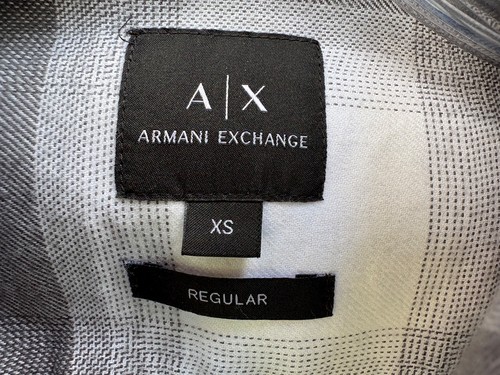 A|X
ARMANI EXCHANGE
XS
REGULAR